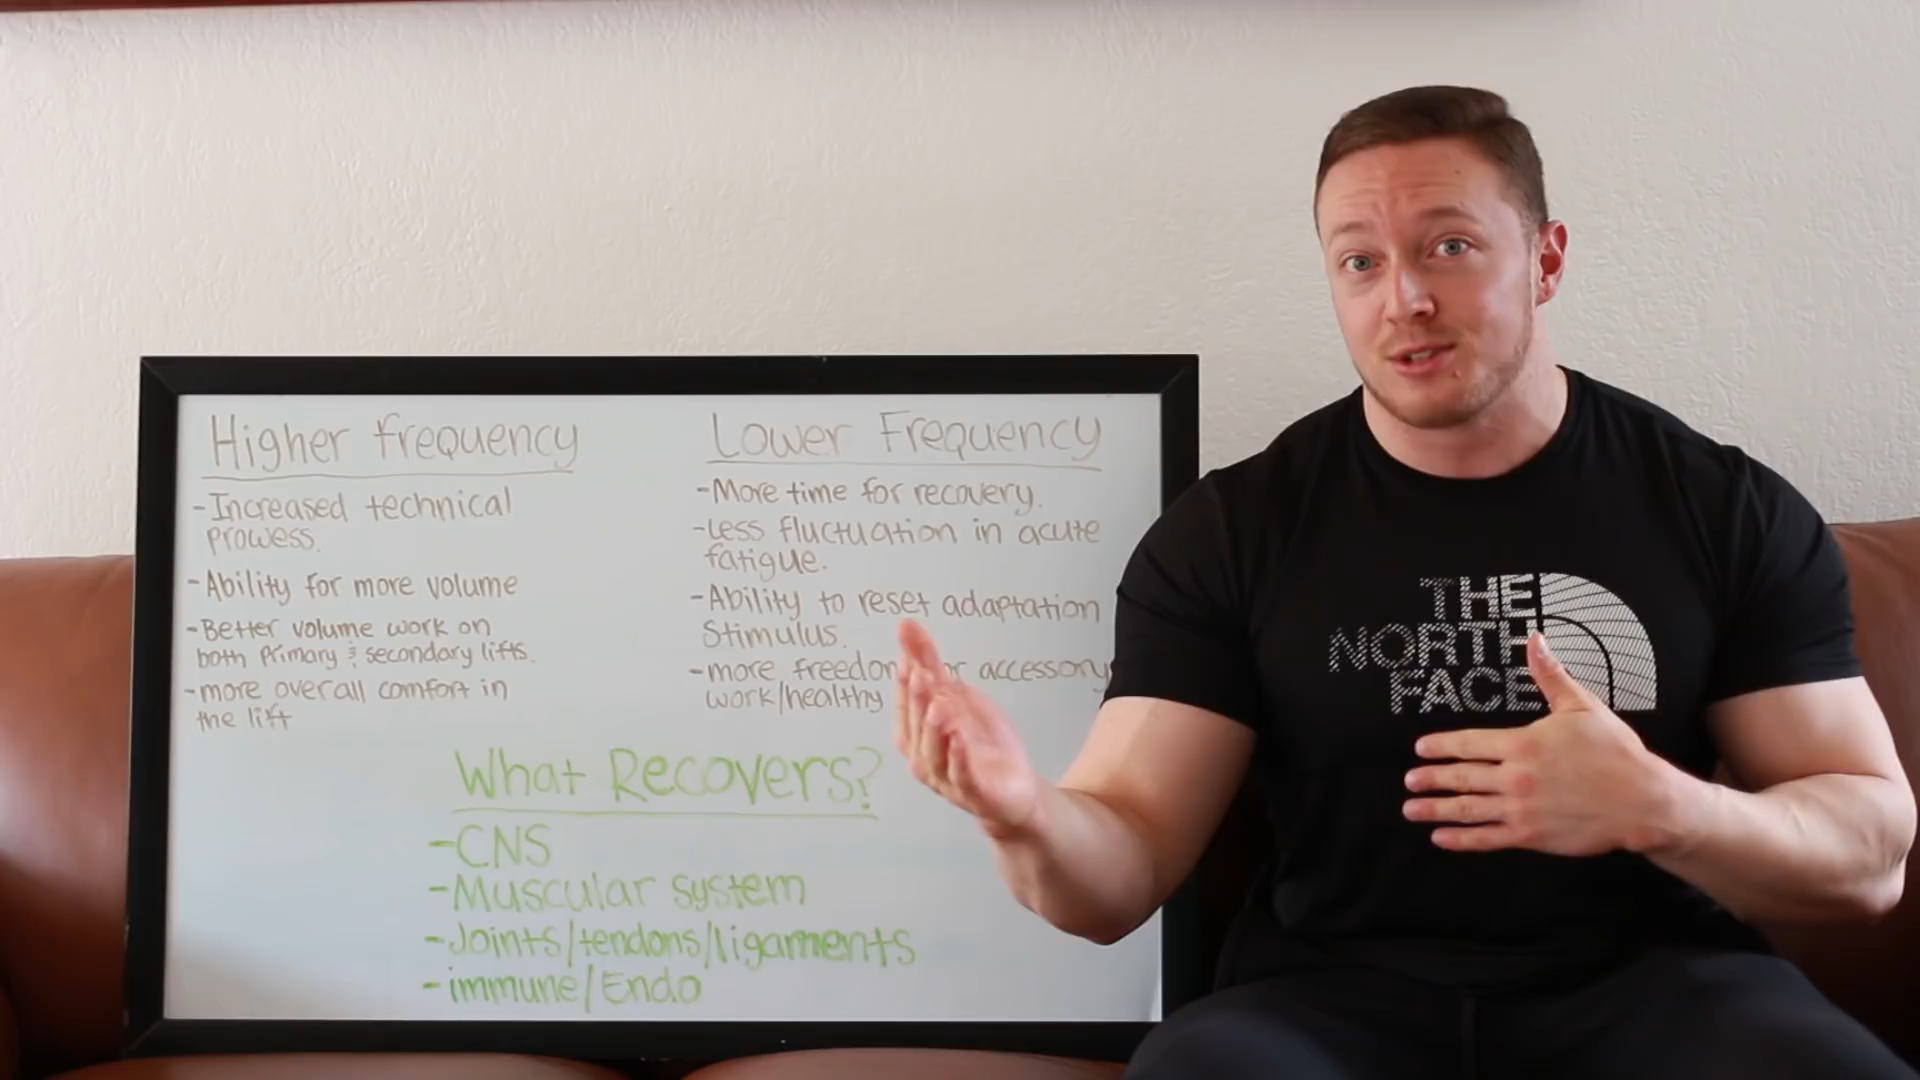 Higher frequency
-Increased technical
prowess.
-Ability for more volume
-Better volume work on
both primary & secondary lifts.
-more overall comfort in
the lift
Lower Frequency
-More time for recovery.
-less fluctuation in acute
fatigue.
-Ability to reset adaptation
Stimulus.
-more freedom accessory
work/healthy
What Recovers?
-CNS
-Muscular system
-Joints/tendons/ligaments
-immune/Endo
THE
NORTH
FACE